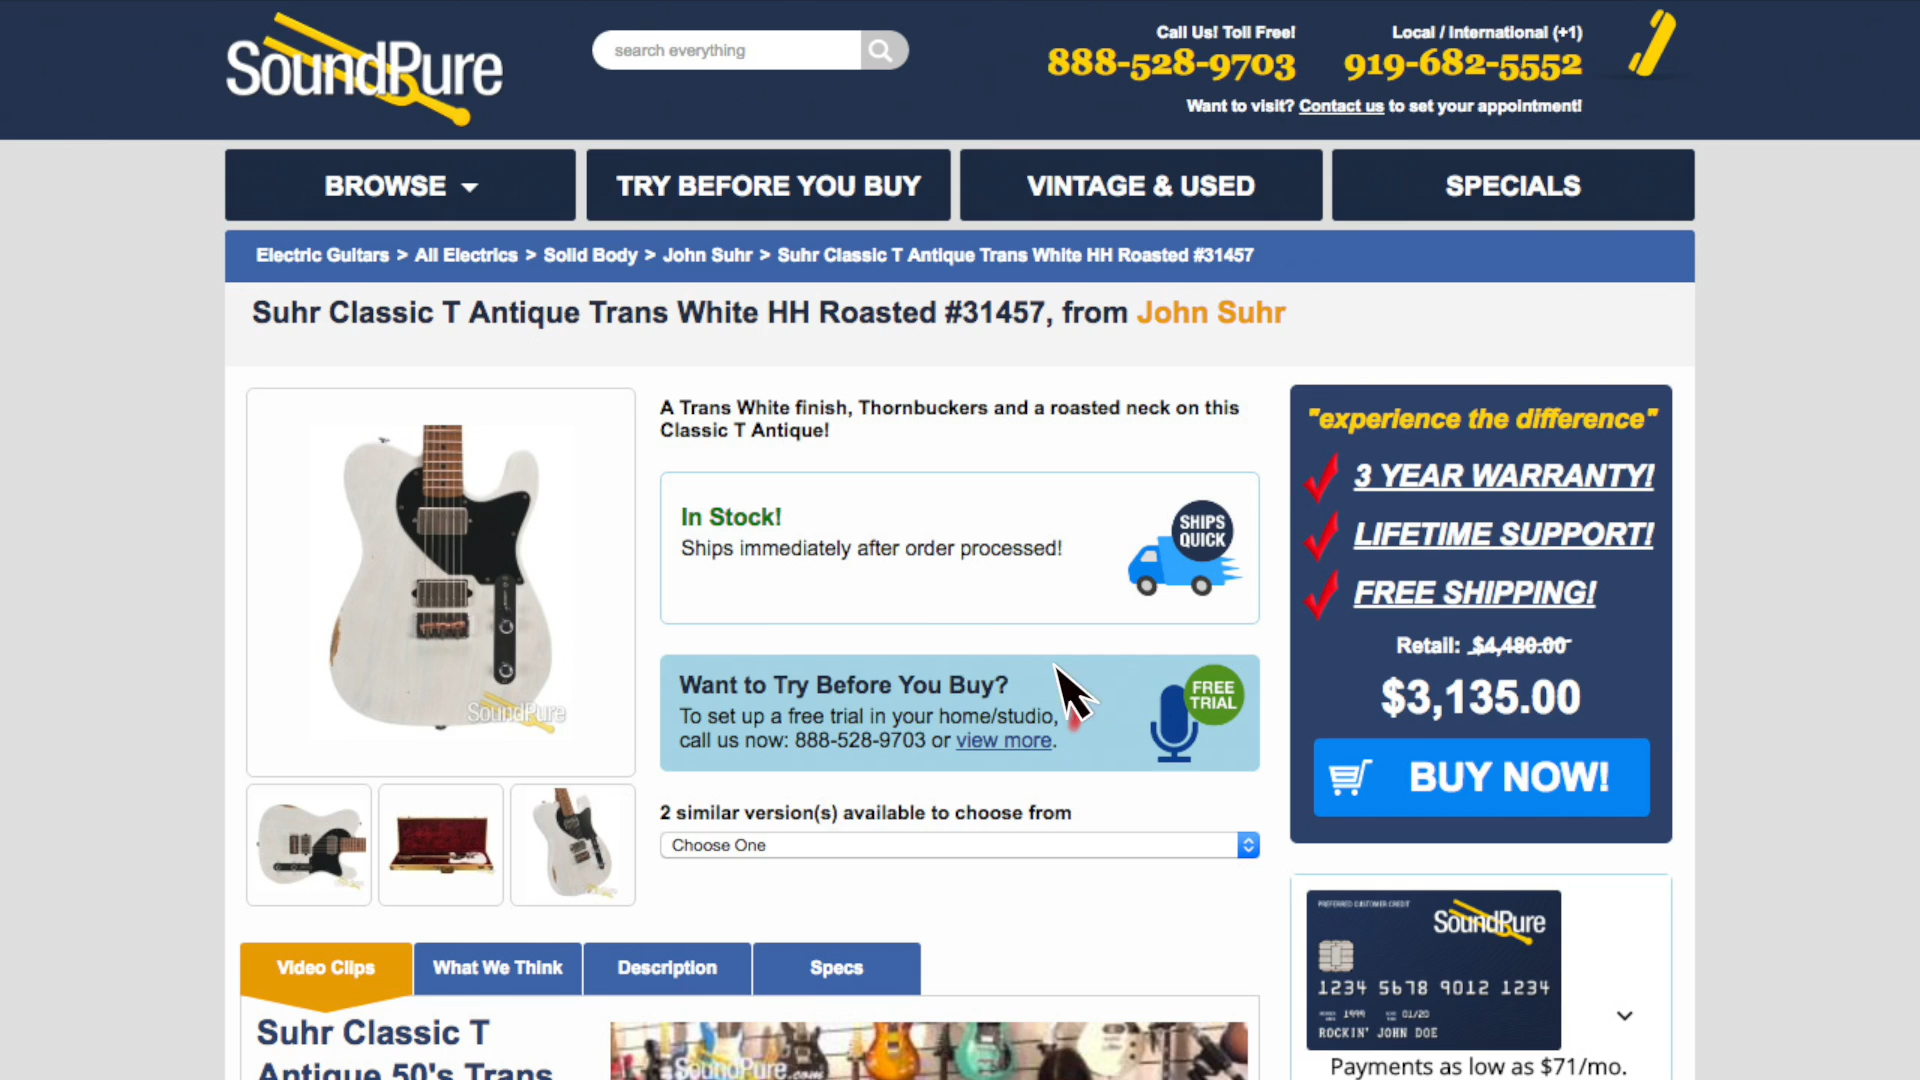 SoundPure
search everything
Call Us! Toll Free!
888-528-9703
Local / International (+1)
919-682-5552
Want to visit? Contact us to set your appointment!
BROWSE
TRY BEFORE YOU BUY
VINTAGE & USED
SPECIALS
Electric Guitars > All Electrics > Solid Body > John Suhr > Suhr Classic T Antique Trans White HH Roasted #31457
Suhr Classic T Antique Trans White HH Roasted #31457, from John Suhr
SoundPure
A Trans White finish, Thornbuckers and a roasted neck on this
Classic T Antique!
In Stock!
Ships immediately after order processed!
SHIPS
QUICK
Want to Try Before You Buy?
To set up a free trial in your home/studio,
call us now: 888-528-9703 or view more.
FREE
TRIAL
2 similar version(s) available to choose from
Choose One
"experience the difference"
3 YEAR WARRANTY!
LIFETIME SUPPORT!
FREE SHIPPING!
Retail: $4,480.00
$3,135.00
BUY NOW!
PREFERRED CUSTOMER CREDIT
SoundPure
1234 5678 9012 1234
1999 01/20
ROCKIN' JOHN DOE
Payments as low as $71/mo.
Video Clips
What We Think
Description
Specs
Suhr Classic T
Antique 50's Trans
SoundPure.com